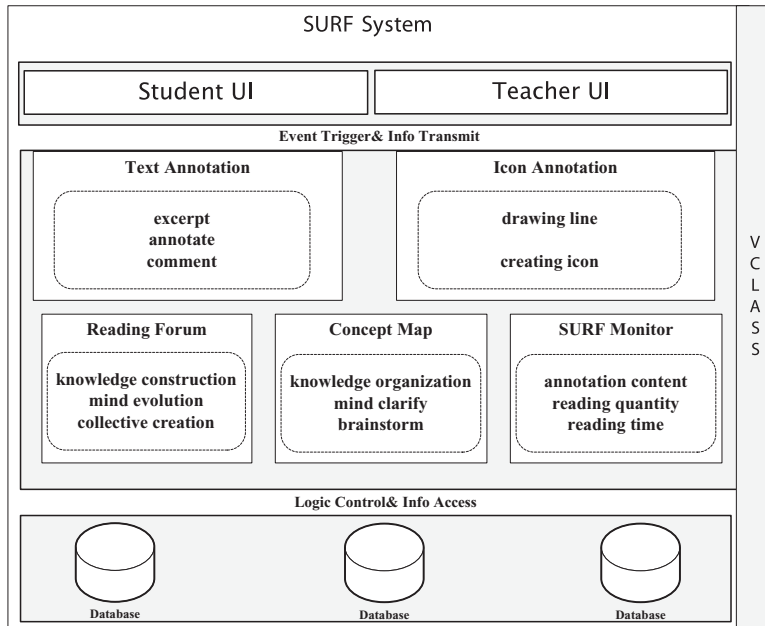 SURF System
Student UI
Teacher UI
Event Trigger& Info Transmit
Text Annotation
excerpt
annotate
comment
Icon Annotation
drawing line
creating icon
Reading Forum
knowledge construction
mind evolution
collective creation
Concept Map
knowledge organization
mind clarify
brainstorm
SURF Monitor
annotation content
reading quantity
reading time
Logic Control& Info Access
Database
Database
Database
V
C
L
A
S
S